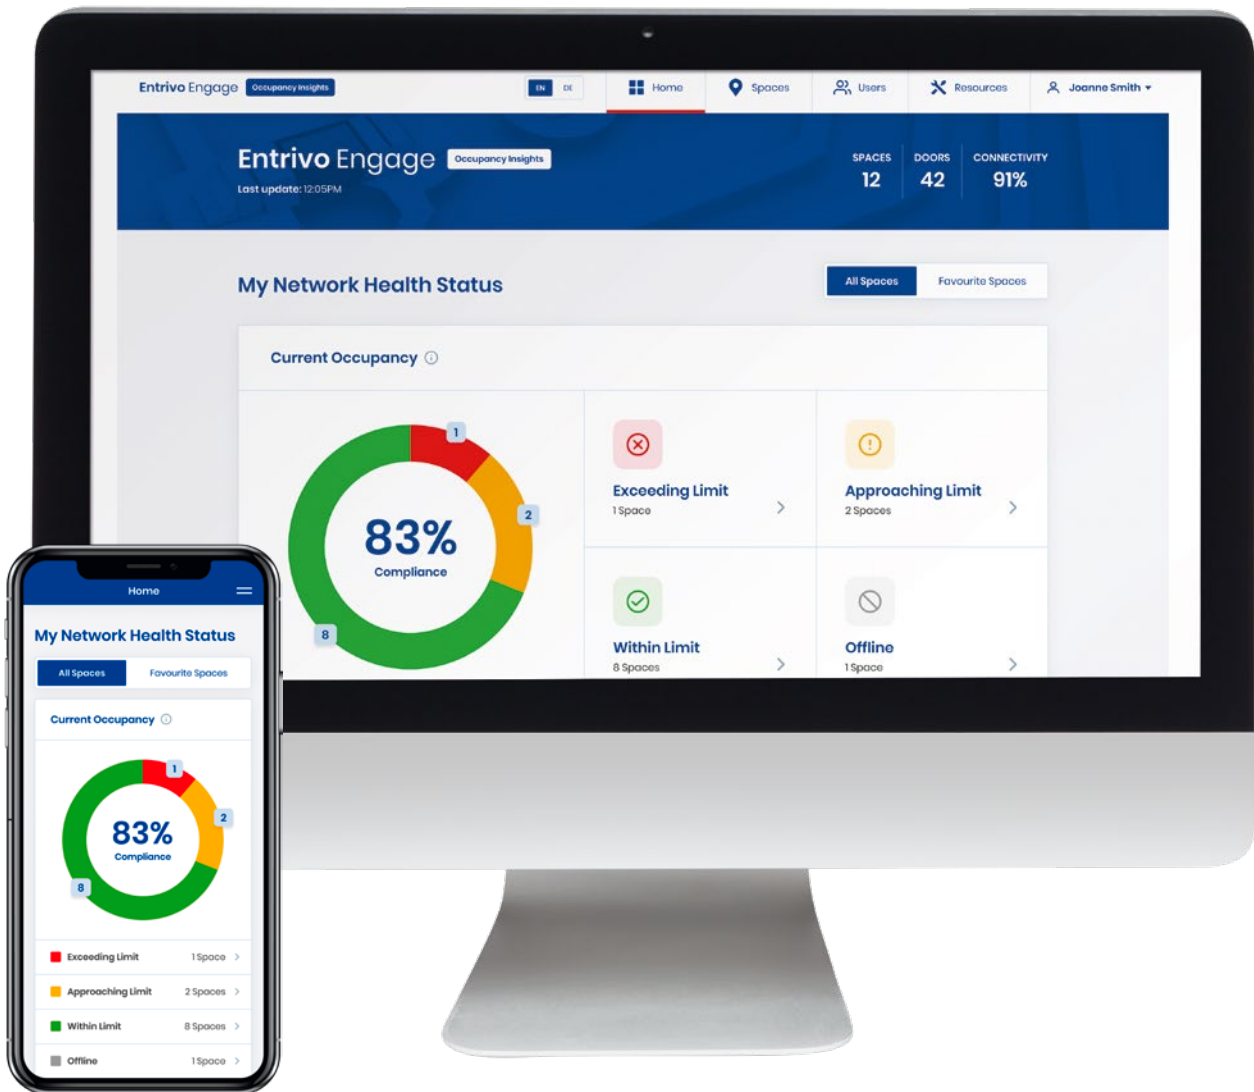 Entrivo Engage Occupancy Insights
EN DE
Home
Spaces
Users
Resources
Joanne Smith
Entrivo Engage Occupancy Insights
Last update: 12:05PM
SPACES
12
DOORS
42
CONNECTIVITY
91%
My Network Health Status
All Spaces
Favourite Spaces
Current Occupancy
1
2
8
83%
Compliance
Exceeding Limit
1 Space
Approaching Limit
2 Spaces
Within Limit
8 Spaces
Offline
1 Space
Home
My Network Health Status
All Spaces
Favourite Spaces
Current Occupancy
1
2
8
83%
Compliance
Exceeding Limit 1 Space
Approaching Limit 2 Spaces
Within Limit 8 Spaces
Offline 1 Space